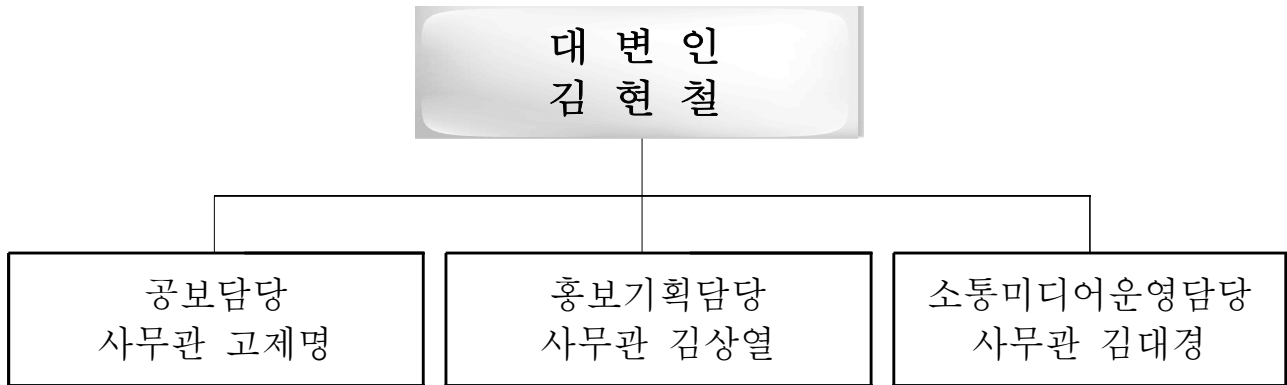 대 변 인
김 현 철
공보담당
사무관 고제명
홍보기획담당
사무관 김상열
소통미디어운영담당
사무관 김대경